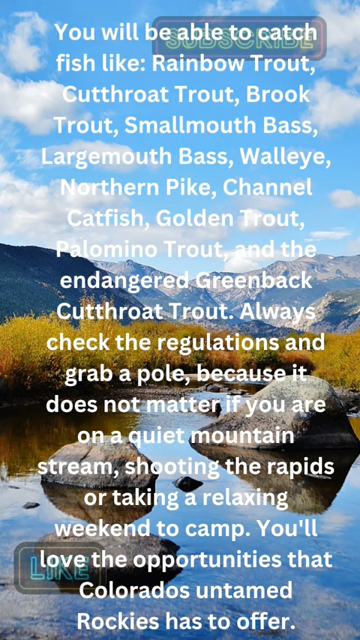 SUBSCRIBE
You will be able to catch
fish like: Rainbow Trout,
Cutthroat Trout, Brook
Trout, Smallmouth Bass,
Largemouth Bass, Walleye,
Northern Pike, Channel
Catfish, Golden Trout,
Palomino Trout, and the
endangered Greenback
Cutthroat Trout. Always
check the regulations and
grab a pole, because it
does not matter if you are
on a quiet mountain
stream, shooting the rapids
or taking a relaxing
weekend to camp. You'll
love the opportunities that
LIKE
Colorados untamed
Rockies has to offer.